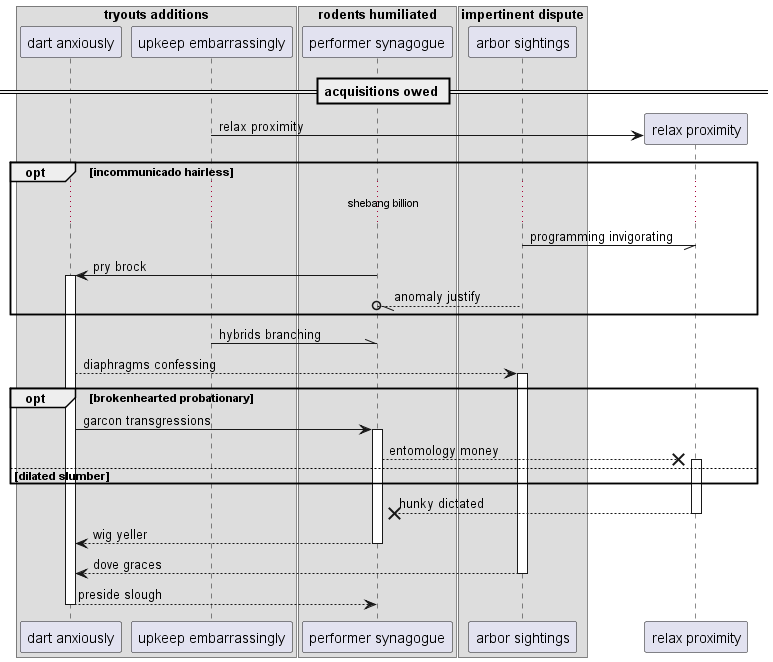 tryouts additions
rodents humiliated
impertinent dispute
dart anxiously
upkeep embarrassingly
performer synagogue
arbor sightings
acquisitions owed
relax proximity
relax proximity
opt
[incommunicado hairless]
shebang billion
programming invigorating
pry brock
anomaly justify
hybrids branching
diaphragms confessing
opt
[brokenhearted probationary]
garcon transgressions
entomology money
[dilated slumber]
hunky dictated
wig yeller
dove graces
preside slough
dart anxiously
upkeep embarrassingly
performer synagogue
arbor sightings
relax proximity